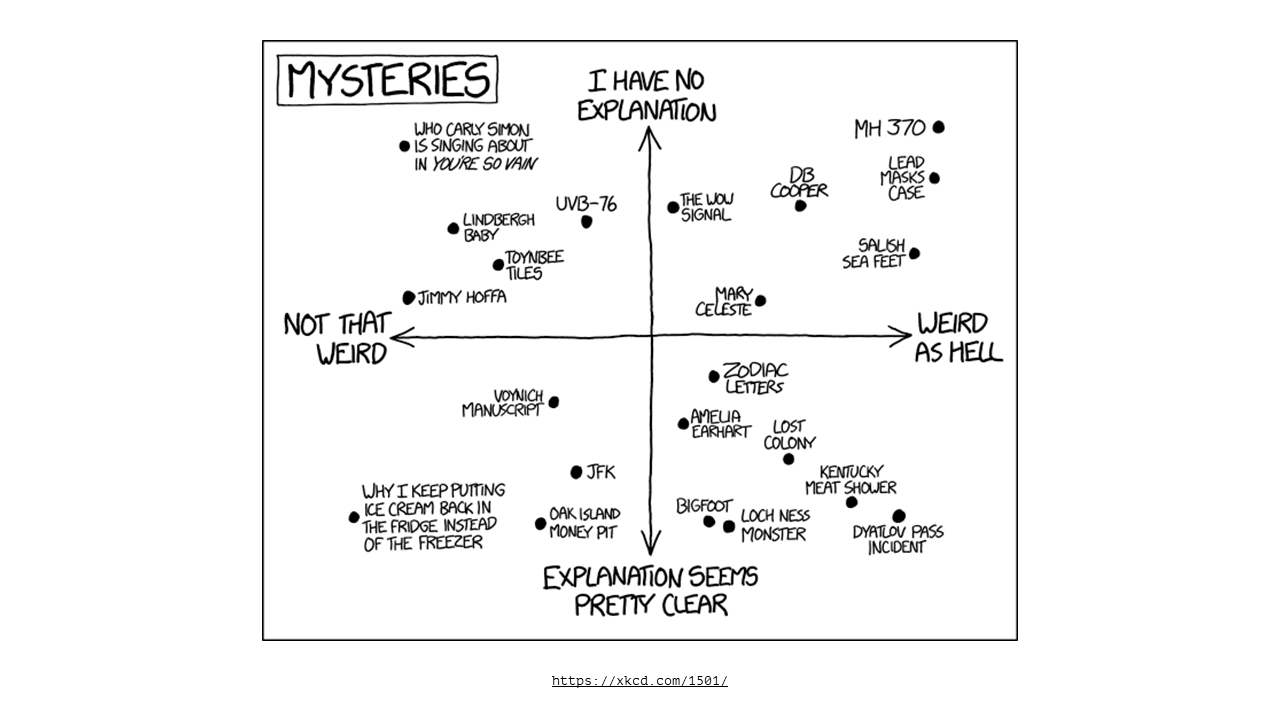 MYSTERIES
I HAVE NO
EXPLANATION
WHO CARLY SIMON
IS SINGING ABOUT
IN YOU'RE SO VAIN
MH 370
LEAD
MASKS
CASE
DB
COOPER
UVB-76
THE WOW
SIGNAL
LINDBERGH
BABY
TOYNBEE
TILES
SALISH
SEA FEET
JIMMY HOFFA
MARY
CELESTE
NOT THAT
WEIRD
WEIRD
AS HELL
ZODIAC
LETTERS
VOYNICH
MANUSCRIPT
AMELIA
EARHART
LOST
COLONY
JFK
KENTUCKY
MEAT SHOWER
WHY I KEEP PUTTING
ICE CREAM BACK IN
THE FRIDGE INSTEAD
OF THE FREEZER
OAK ISLAND
MONEY PIT
BIGFOOT
LOCH NESS
MONSTER
DYATLOV PASS
INCIDENT
EXPLANATION SEEMS
PRETTY CLEAR
https://xkcd.com/1501/